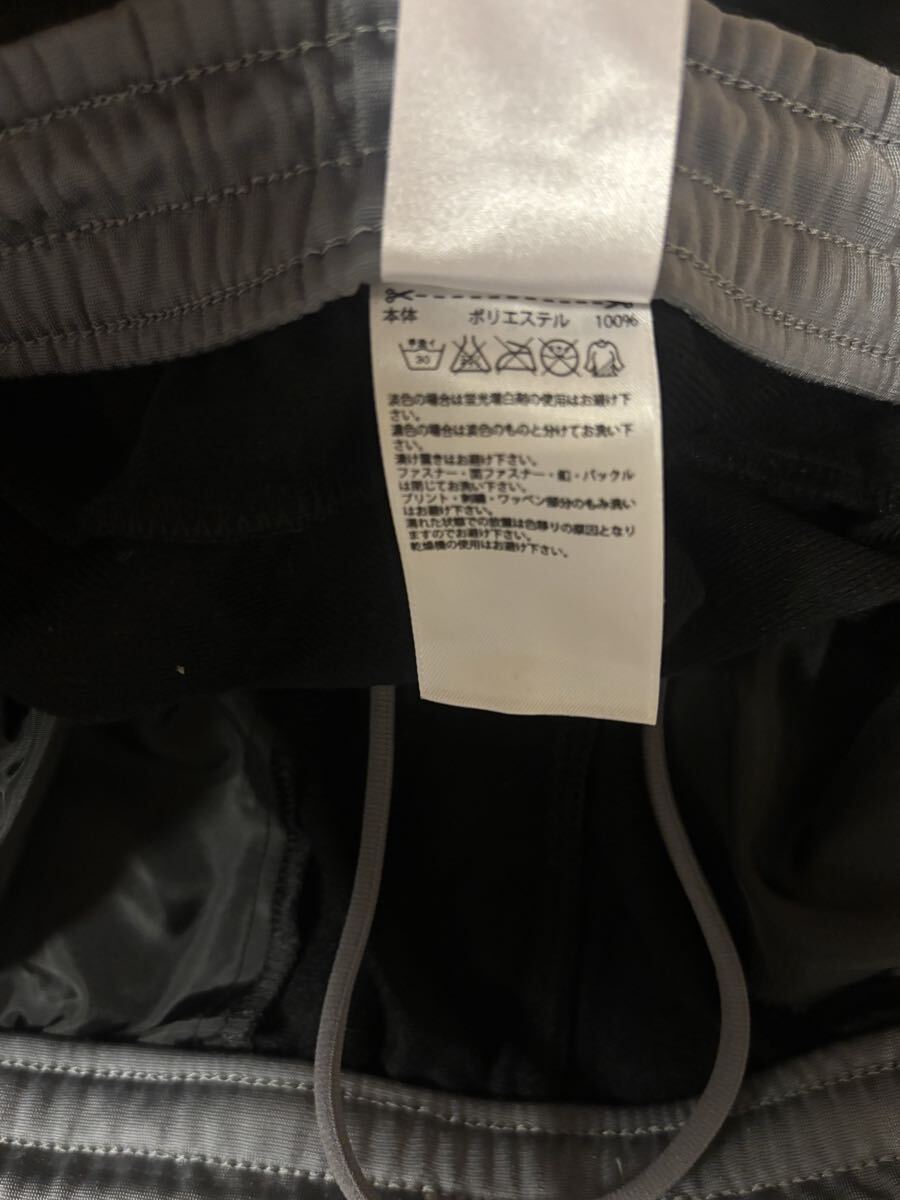 本体 ポリエステル 100%
手洗イ 30
淡色の場合は蛍光増白剤の使用はお避け下
さい。
濃色の場合は淡色のものと分けてお洗い下
さい。
漬け置きはお避け下さい。
ファスナー・面ファスナー・釦・バックル
は閉じてお洗い下さい。
プリント・刺繍・ワッペン部分のもみ洗い
はお避け下さい。
濡れた状態での放置は色移りの原因となり
ますのでお避け下さい。
乾燥機の使用はお避け下さい。